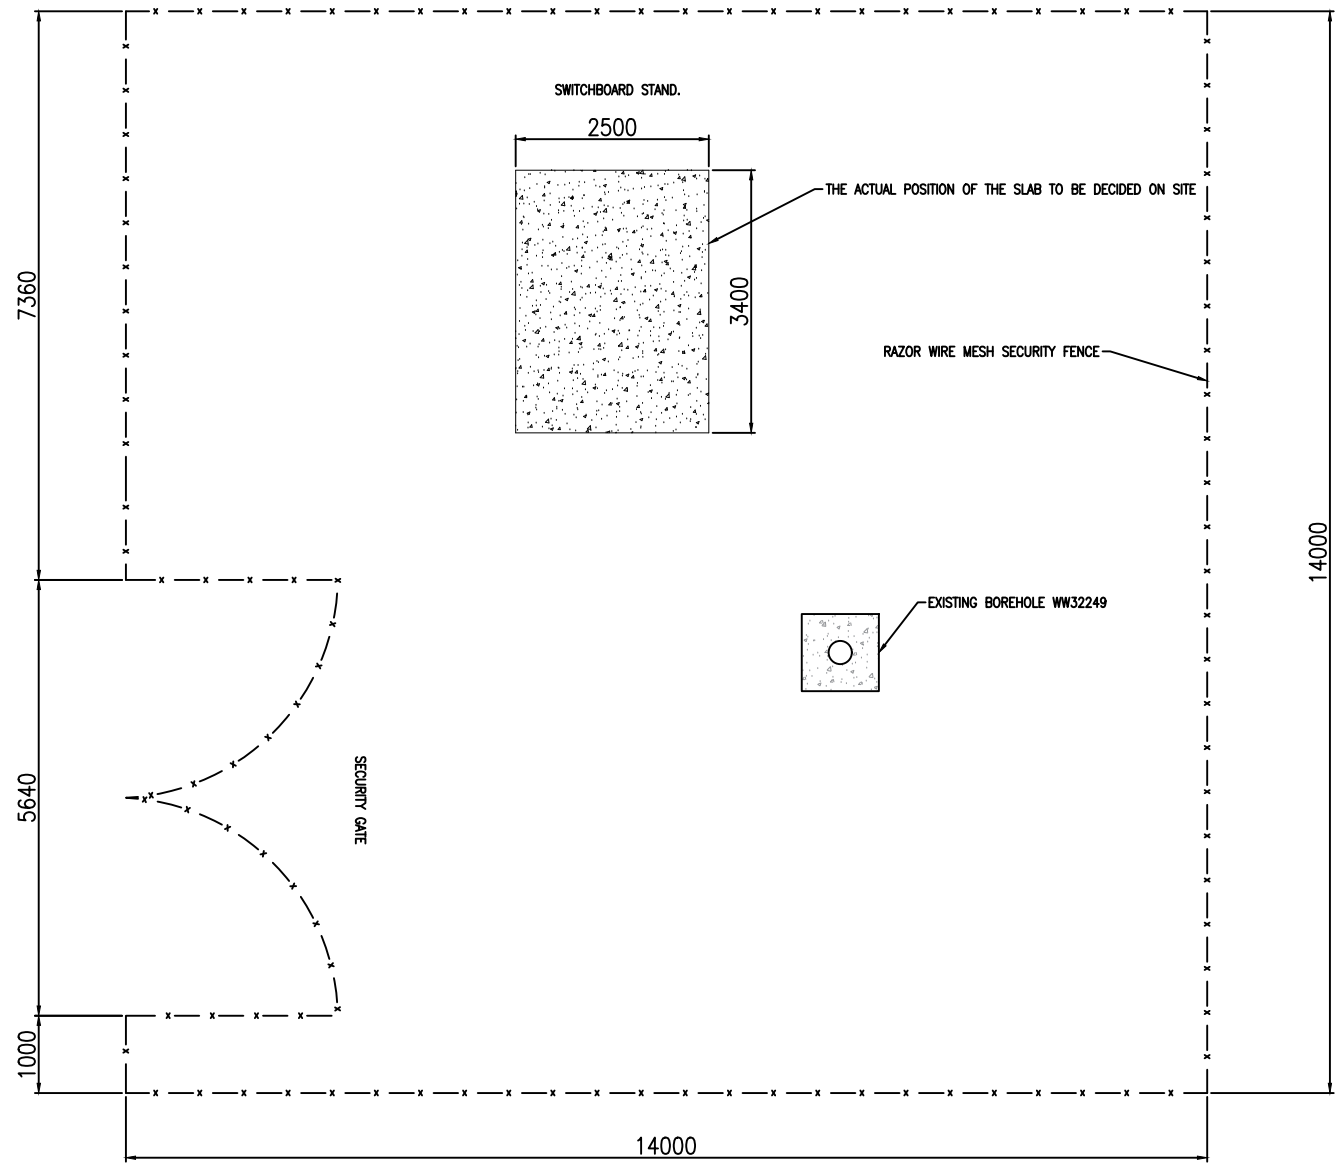 SWITCHBOARD STAND.
2500
THE ACTUAL POSITION OF THE SLAB TO BE DECIDED ON SITE
7360
3400
RAZOR WIRE MESH SECURITY FENCE
14000
EXISTING BOREHOLE WW32249
5640
SECURITY GATE
1000
14000